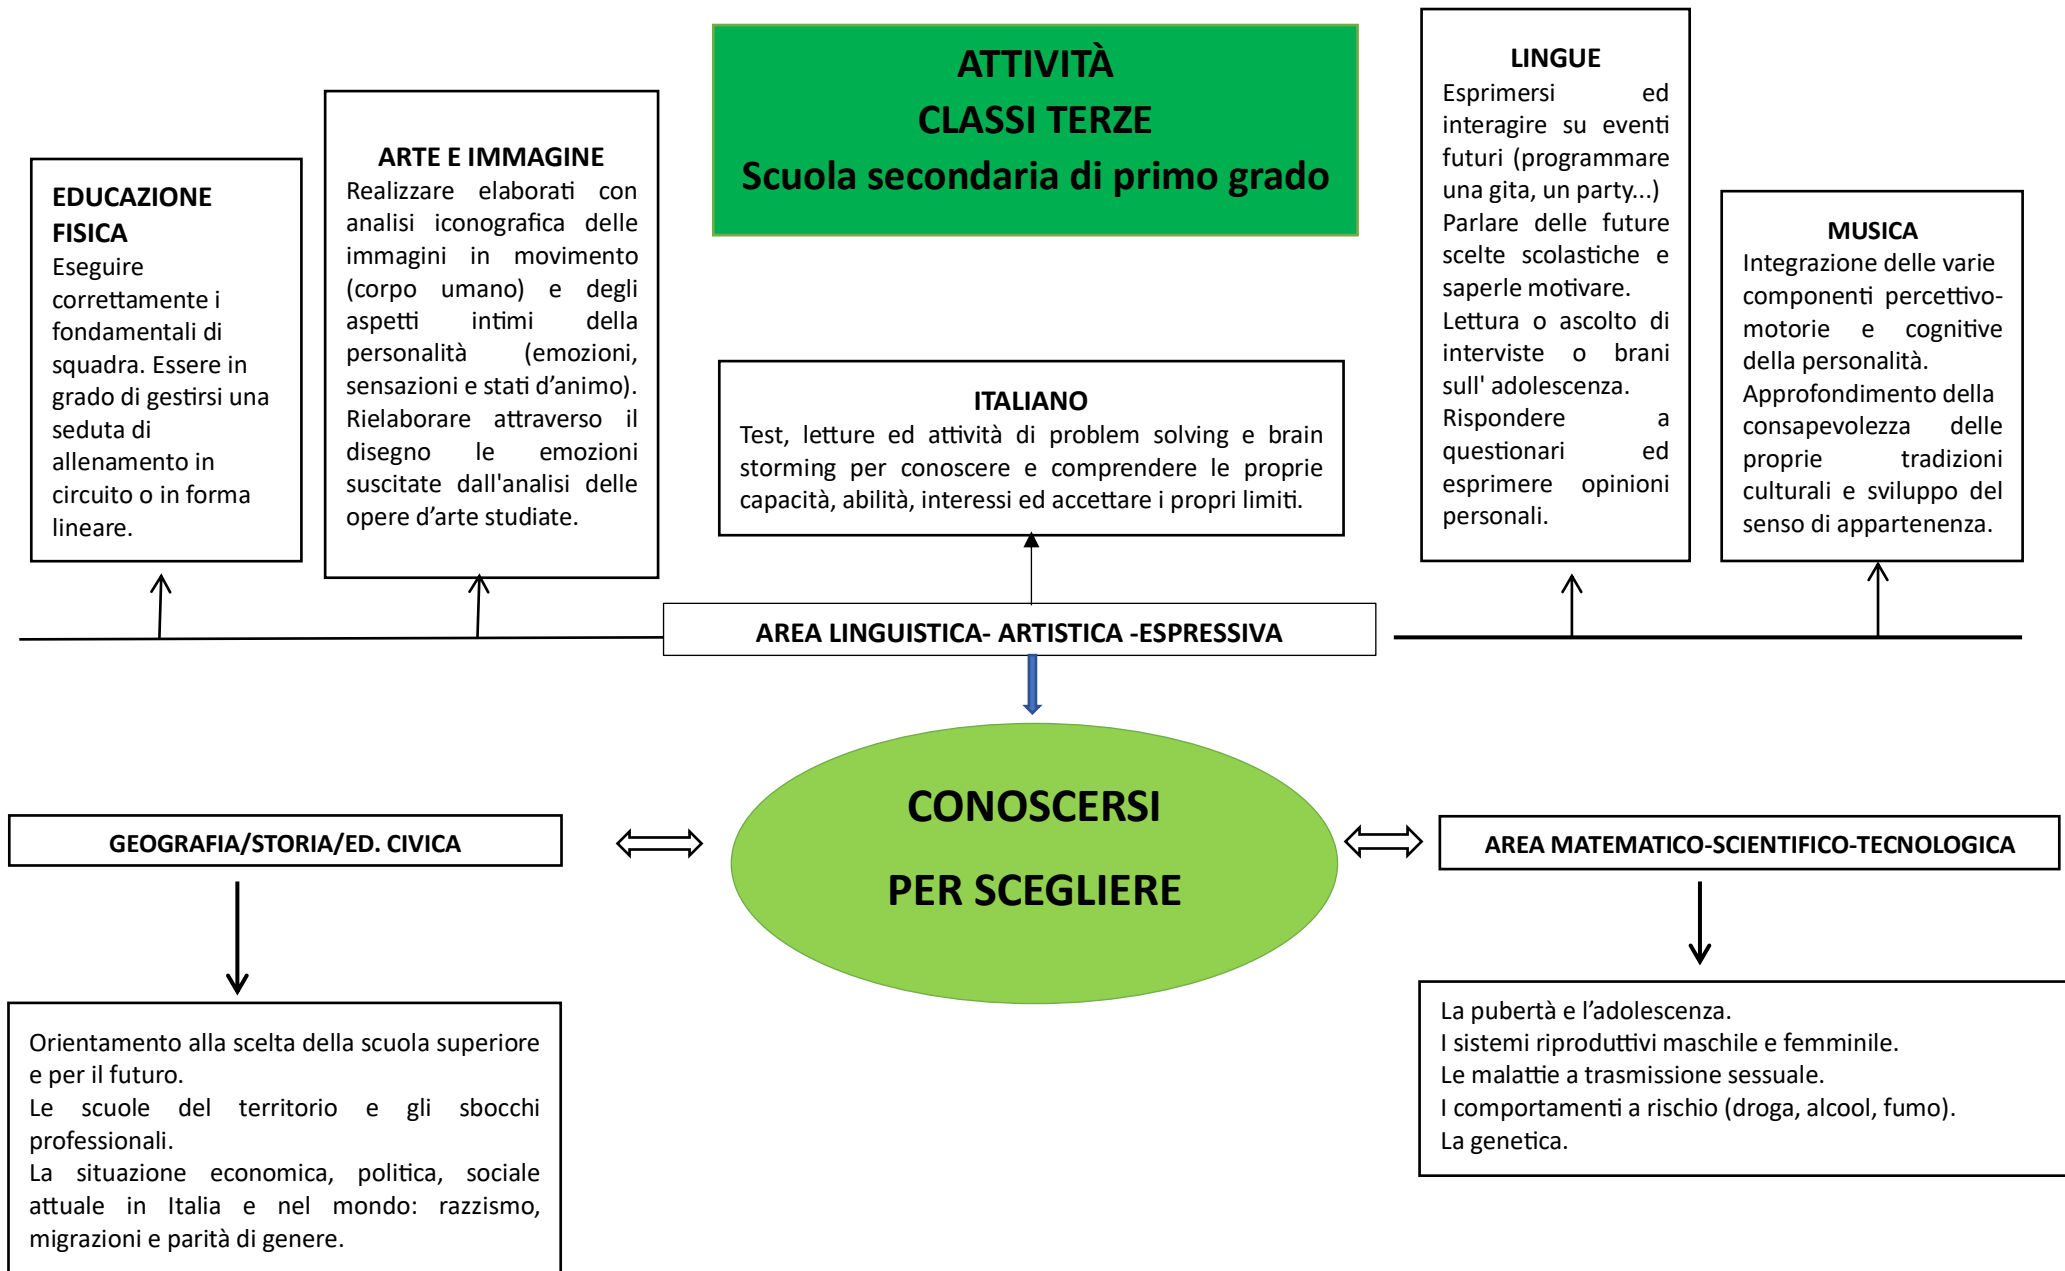 ATTIVITÀ
CLASSI TERZE
Scuola secondaria di primo grado
EDUCAZIONE
FISICA
Eseguire
correttamente i
fondamentali di
squadra. Essere in
grado di gestirsi una
seduta di
allenamento in
circuito o in forma
lineare.
ARTE E IMMAGINE
Realizzare elaborati con
analisi iconografica delle
immagini in movimento
(corpo umano) e degli
aspetti intimi della
personalità (emozioni,
sensazioni e stati d’animo).
Rielaborare attraverso il
disegno le emozioni
suscitate dall'analisi delle
opere d’arte studiate.
ITALIANO
Test, letture ed attività di problem solving e brain
storming per conoscere e comprendere le proprie
capacità, abilità, interessi ed accettare i propri limiti.
LINGUE
Esprimersi ed
interagire su eventi
futuri (programmare
una gita, un party...)
Parlare delle future
scelte scolastiche e
saperle motivare.
Lettura o ascolto di
interviste o brani
sull' adolescenza.
Rispondere a
questionari ed
esprimere opinioni
personali.
MUSICA
Integrazione delle varie
componenti percettivo-
motorie e cognitive
della personalità.
Approfondimento della
consapevolezza delle
proprie tradizioni
culturali e sviluppo del
senso di appartenenza.
AREA LINGUISTICA- ARTISTICA -ESPRESSIVA
CONOSCERSI
PER SCEGLIERE
GEOGRAFIA/STORIA/ED. CIVICA
AREA MATEMATICO-SCIENTIFICO-TECNOLOGICA
Orientamento alla scelta della scuola superiore
e per il futuro.
Le scuole del territorio e gli sbocchi
professionali.
La situazione economica, politica, sociale
attuale in Italia e nel mondo: razzismo,
migrazioni e parità di genere.
La pubertà e l’adolescenza.
I sistemi riproduttivi maschile e femminile.
Le malattie a trasmissione sessuale.
I comportamenti a rischio (droga, alcool, fumo).
La genetica.